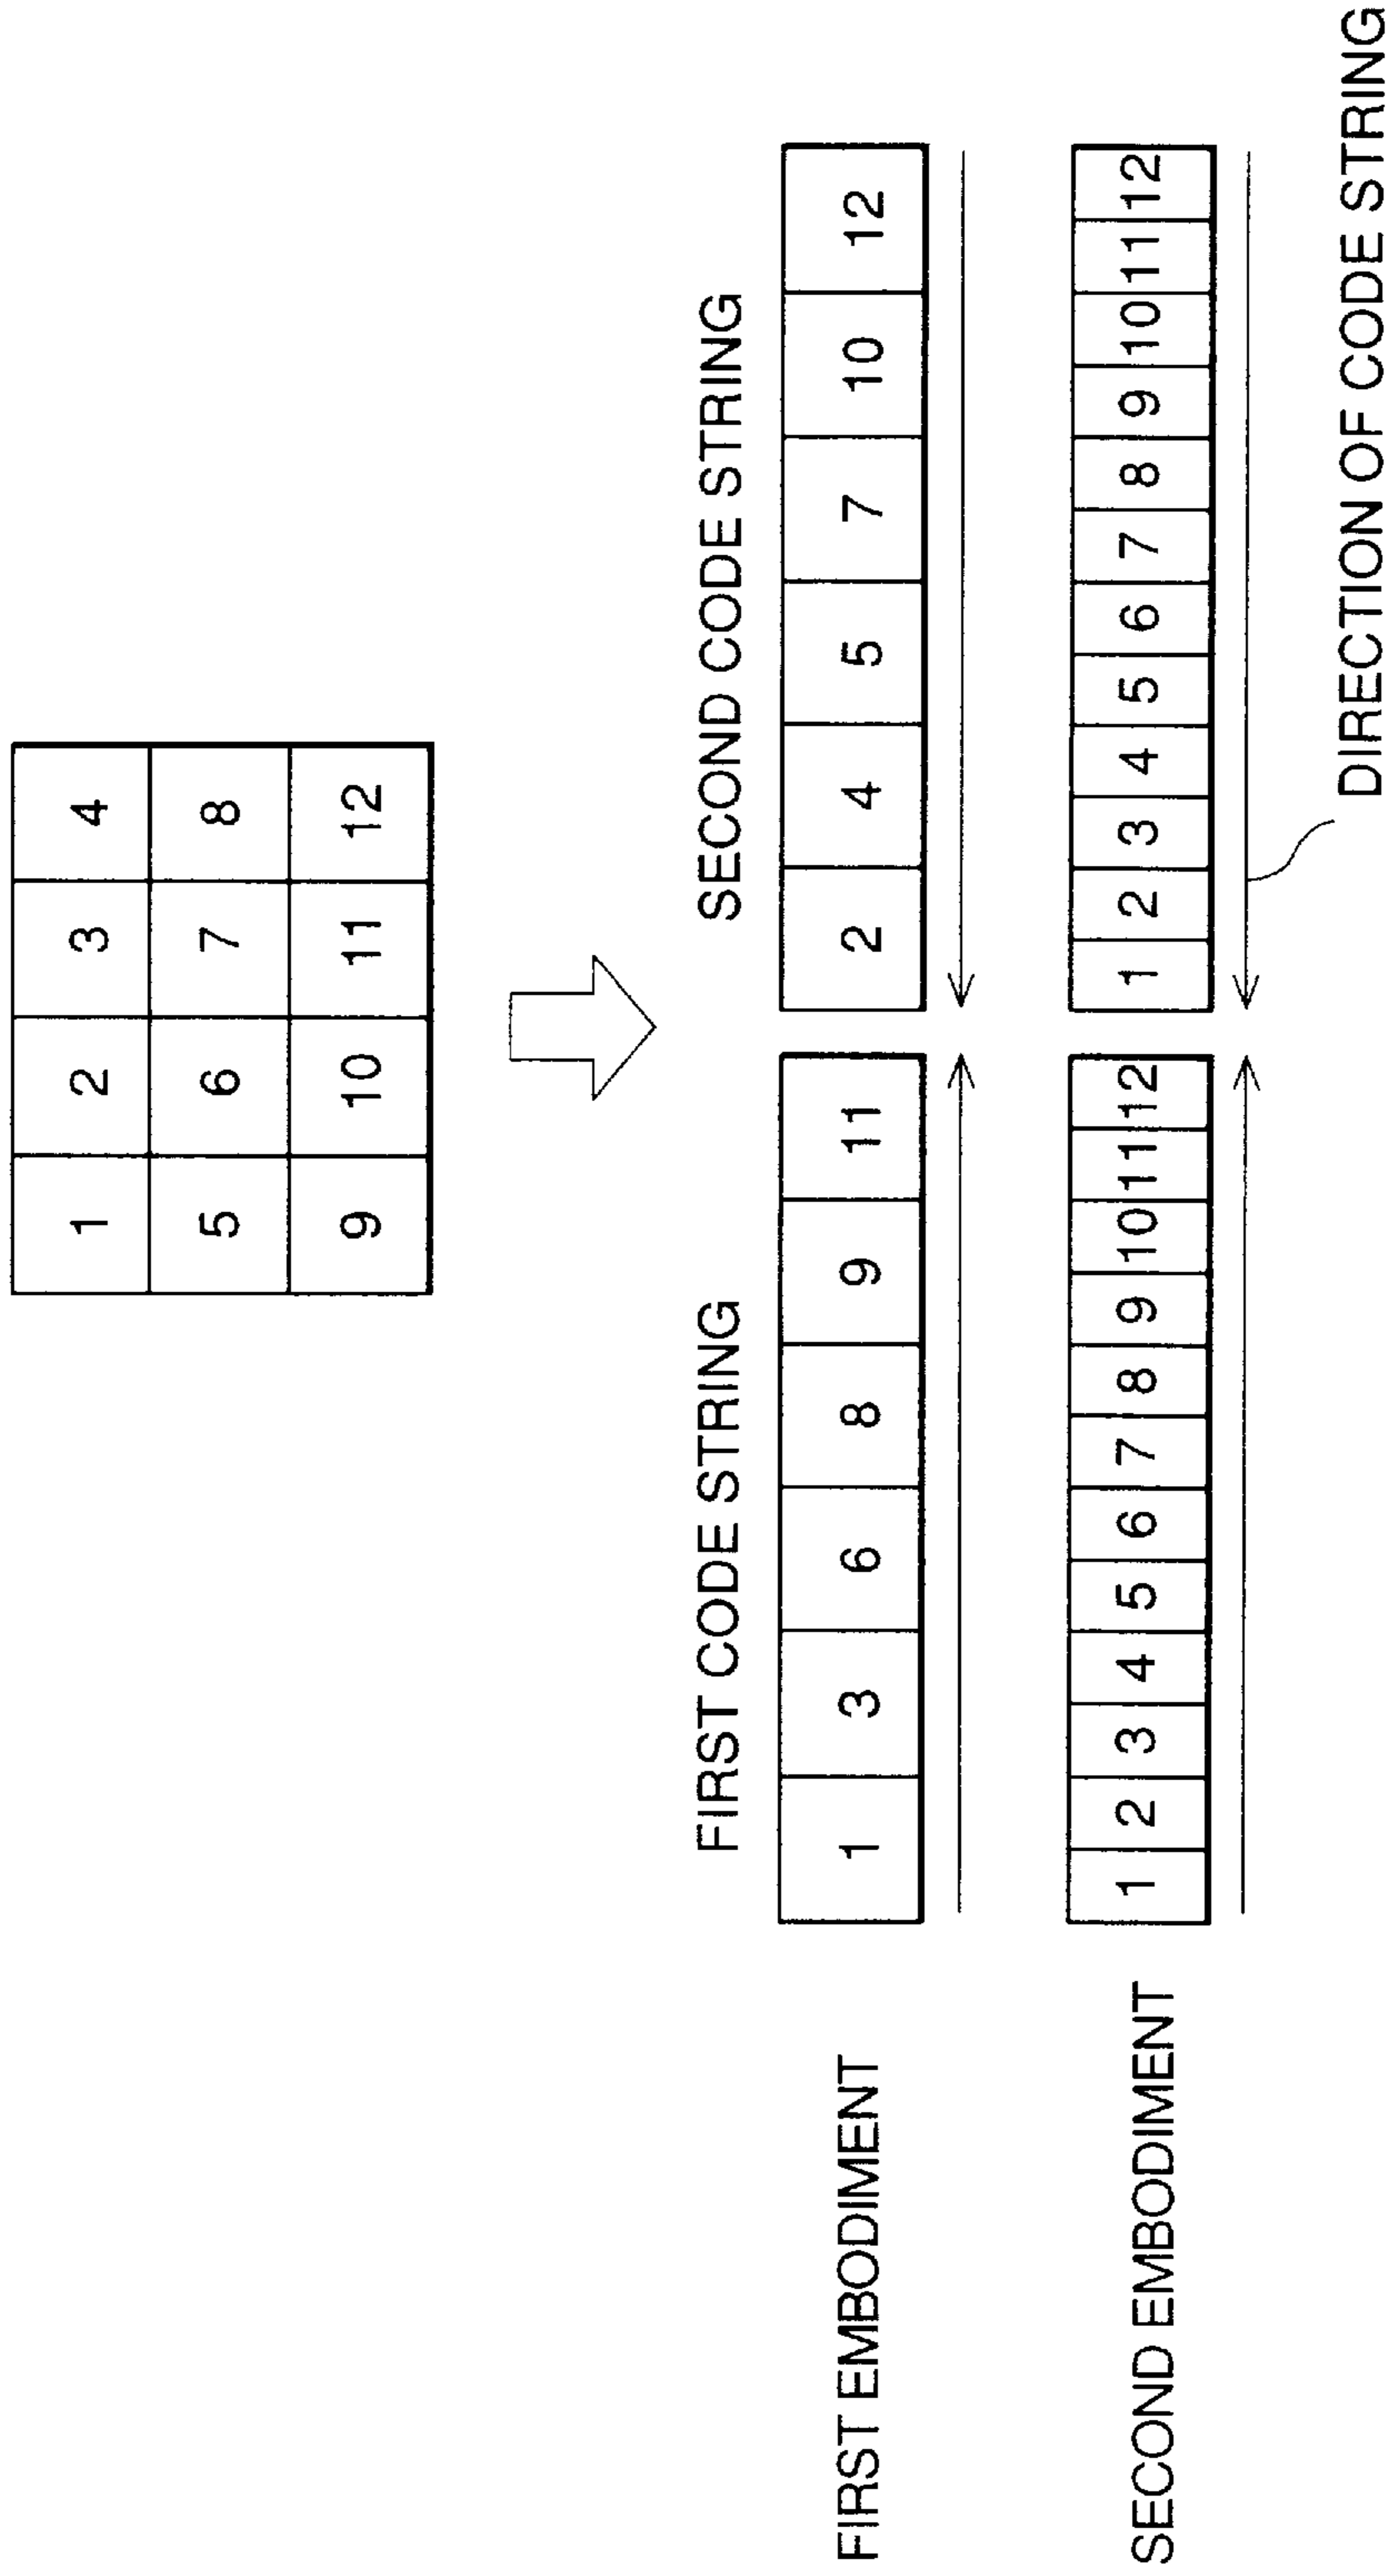 1 2 3 4
5 6 7 8
9 10 11 12
FIRST CODE STRING SECOND CODE STRING
FIRST EMBODIMENT 1 3 6 8 9 11 2 4 5 7 10 12
SECOND EMBODIMENT 1 2 3 4 5 6 7 8 9 10 11 12 1 2 3 4 5 6 7 8 9 10 11 12
DIRECTION OF CODE STRING